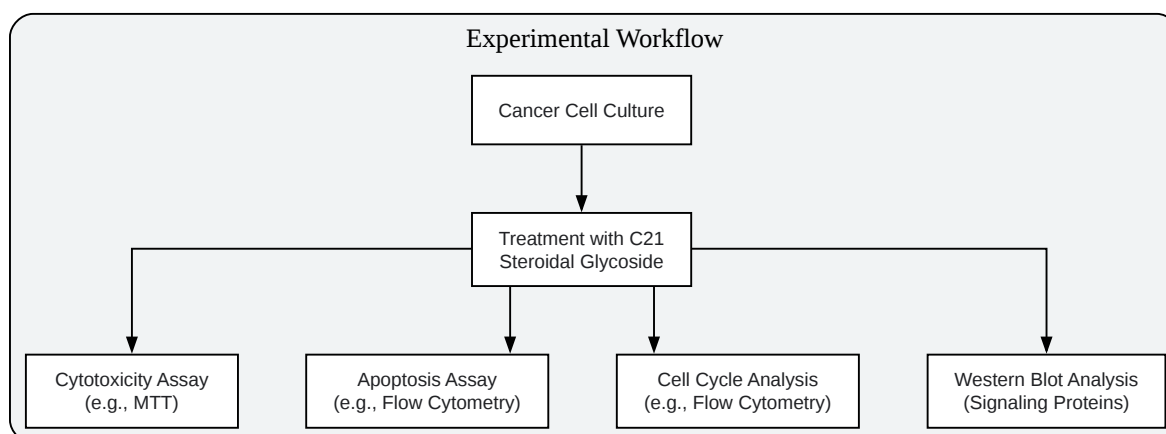 Experimental Workflow
Cancer Cell Culture
Treatment with C21
Steroidal Glycoside
Cytotoxicity Assay
(e.g., MTT)
Apoptosis Assay
(e.g., Flow Cytometry)
Cell Cycle Analysis
(e.g., Flow Cytometry)
Western Blot Analysis
(Signaling Proteins)